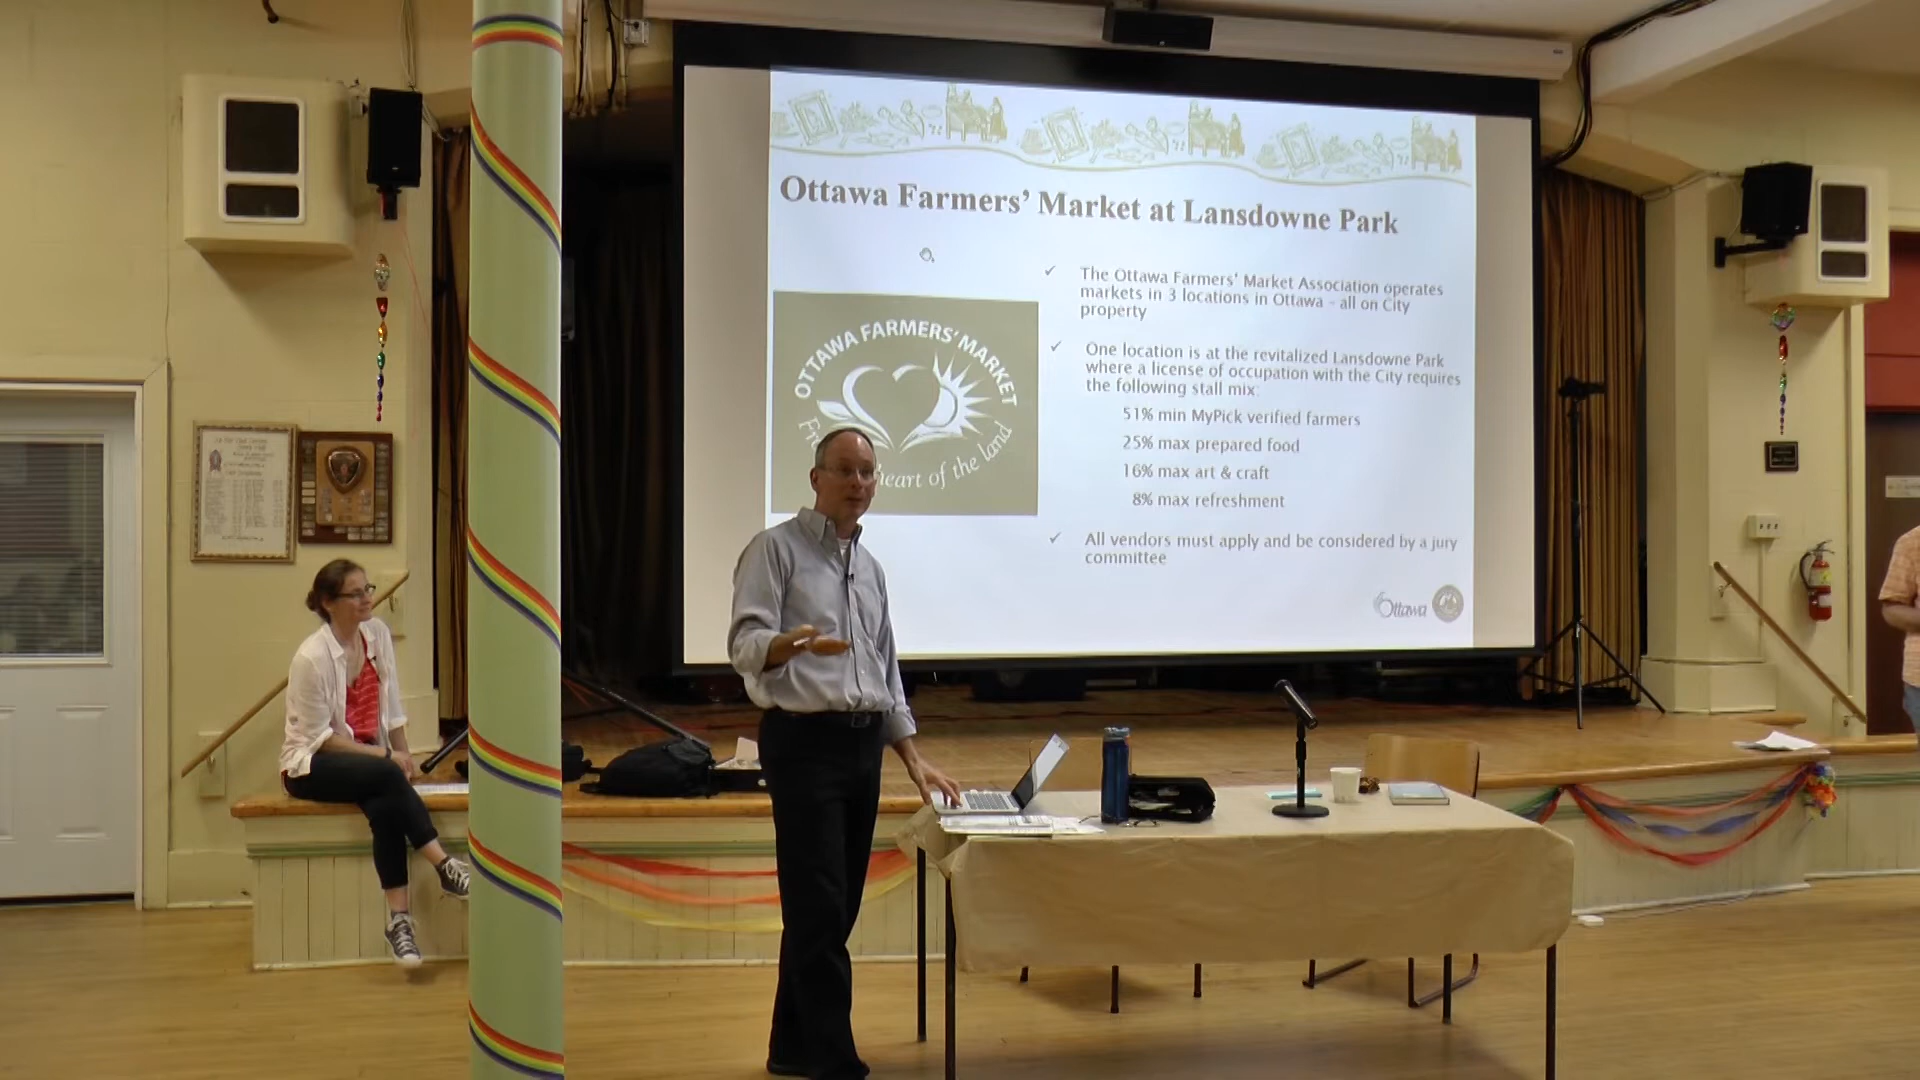 Ottawa Farmers' Market at Lansdowne Park
✓ The Ottawa Farmers' Market Association operates
markets in 3 locations in Ottawa - all on City
property
✓ One location is at the revitalized Lansdowne Park
where a license of occupation with the City requires
the following stall mix:
51% min MyPick verified farmers
25% max prepared food
16% max art & craft
8% max refreshment
✓ All vendors must apply and be considered by a jury
committee
OTTAWA FARMERS' MARKET
heart of the land
Ottawa